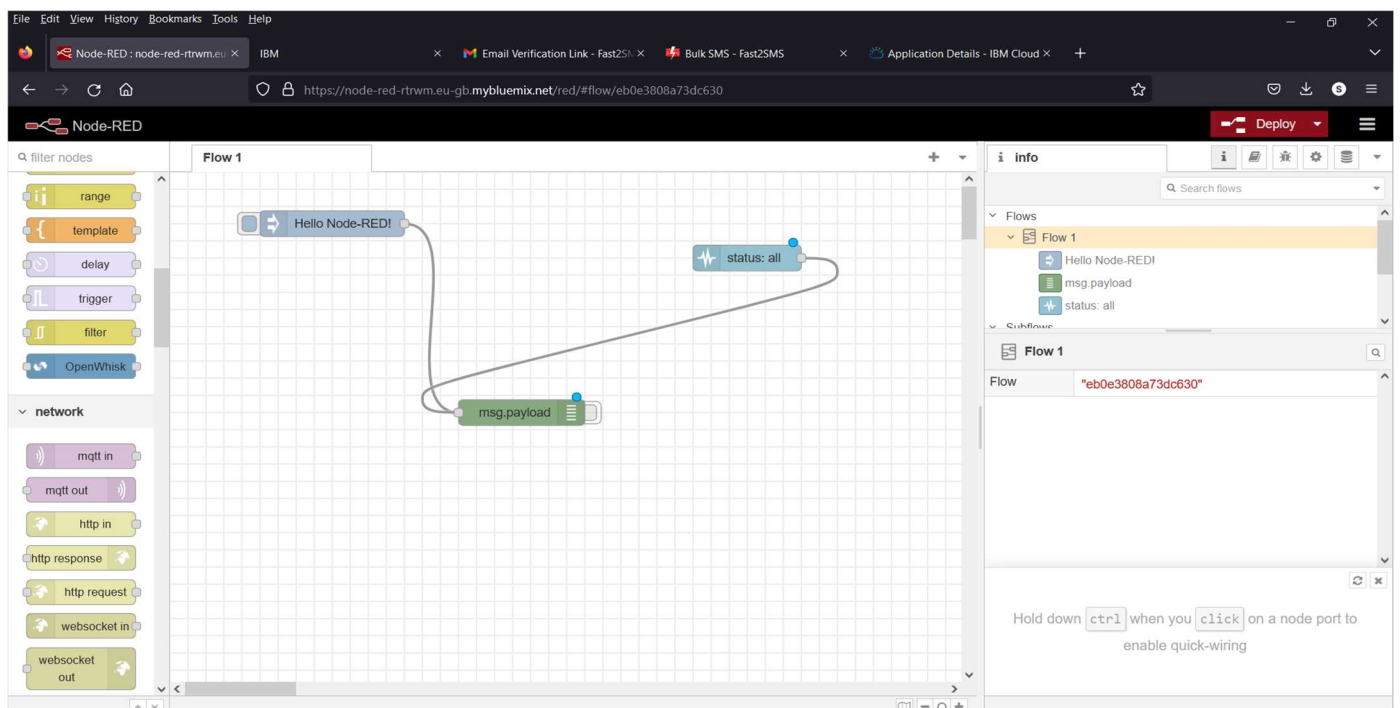 File Edit View History Bookmarks Tools Help
Node-RED : node-red-rtrwm.eu
IBM
Email Verification Link - Fast2SM
Bulk SMS - Fast2SMS
Application Details - IBM Cloud
https://node-red-rtrwm.eu-gb.mybluemix.net/red/#flow/eb0e3808a73dc630
S
Node-RED
Deploy
filter nodes
Flow 1
i info
i
Search flows
range
template
delay
trigger
filter
OpenWhisk
network
mqtt in
mqtt out
http in
http response
http request
websocket in
websocket
out
Hello Node-RED!
status: all
msg.payload
Flows
Flow 1
Hello Node-RED!
msg.payload
status: all
Subflows
Flow 1
Flow "eb0e3808a73dc630"
Hold down ctrl when you click on a node port to
enable quick-wiring